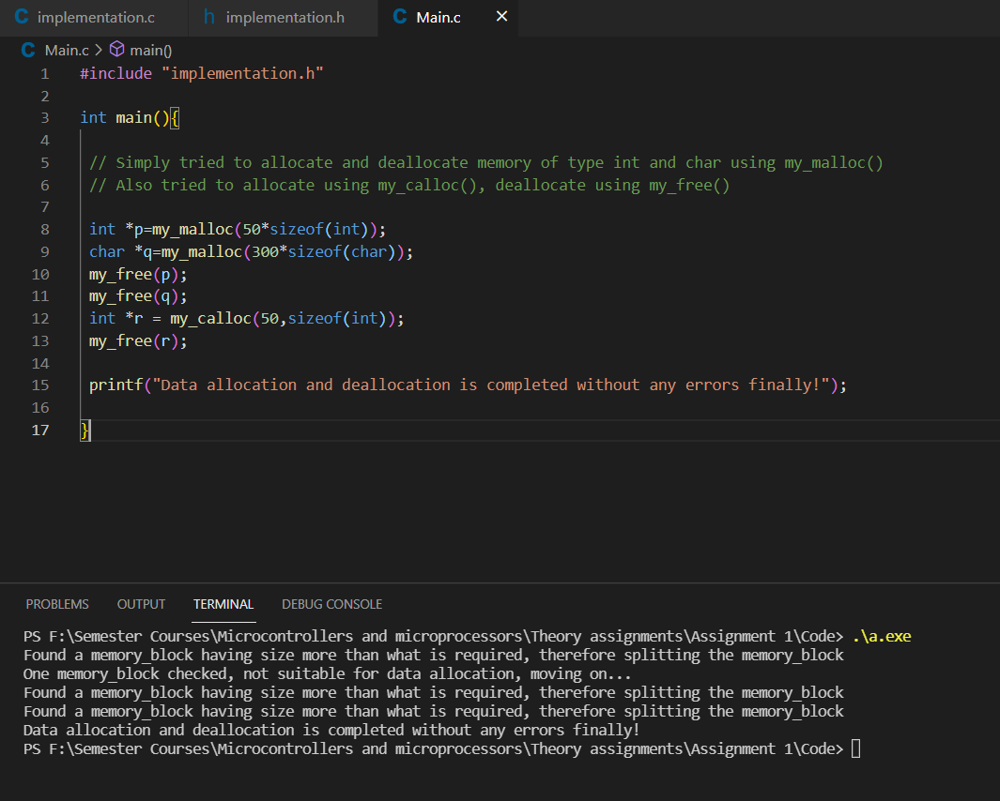 C implementation.c h implementation.h C Main.c ×
C Main.c > main()
1 #include "implementation.h"
2
3 int main(){
4
5 // Simply tried to allocate and deallocate memory of type int and char using my_malloc()
6 // Also tried to allocate using my_calloc(), deallocate using my_free()
7
8 int *p=my_malloc(50*sizeof(int));
9 char *q=my_malloc(300*sizeof(char));
10 my_free(p);
11 my_free(q);
12 int *r = my_calloc(50,sizeof(int));
13 my_free(r);
14
15 printf("Data allocation and deallocation is completed without any errors finally!");
16
17 }
PROBLEMS OUTPUT TERMINAL DEBUG CONSOLE
PS F:\Semester Courses\Microcontrollers and microprocessors\Theory assignments\Assignment 1\Code> .\a.exe
Found a memory_block having size more than what is required, therefore splitting the memory_block
One memory_block checked, not suitable for data allocation, moving on...
Found a memory_block having size more than what is required, therefore splitting the memory_block
Found a memory_block having size more than what is required, therefore splitting the memory_block
Data allocation and deallocation is completed without any errors finally!
PS F:\Semester Courses\Microcontrollers and microprocessors\Theory assignments\Assignment 1\Code>